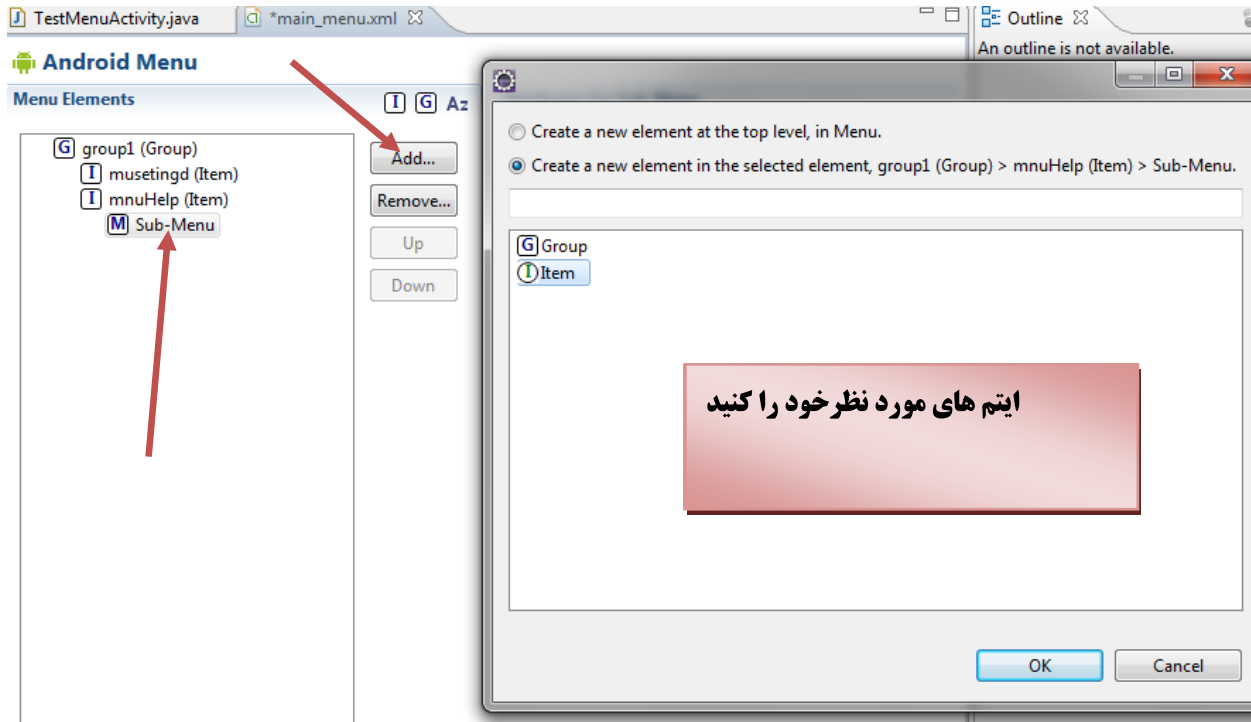 TestMenuActivity.java
*main_menu.xml
Outline
An outline is not available.
Android Menu
Menu Elements
I G Az
G group1 (Group)
I musetingd (Item)
I mnuHelp (Item)
M Sub-Menu
Add...
Remove...
Up
Down
Create a new element at the top level, in Menu.
Create a new element in the selected element, group1 (Group) > mnuHelp (Item) > Sub-Menu.
G Group
I Item
ایتم های مورد نظرخود را کنید
OK
Cancel